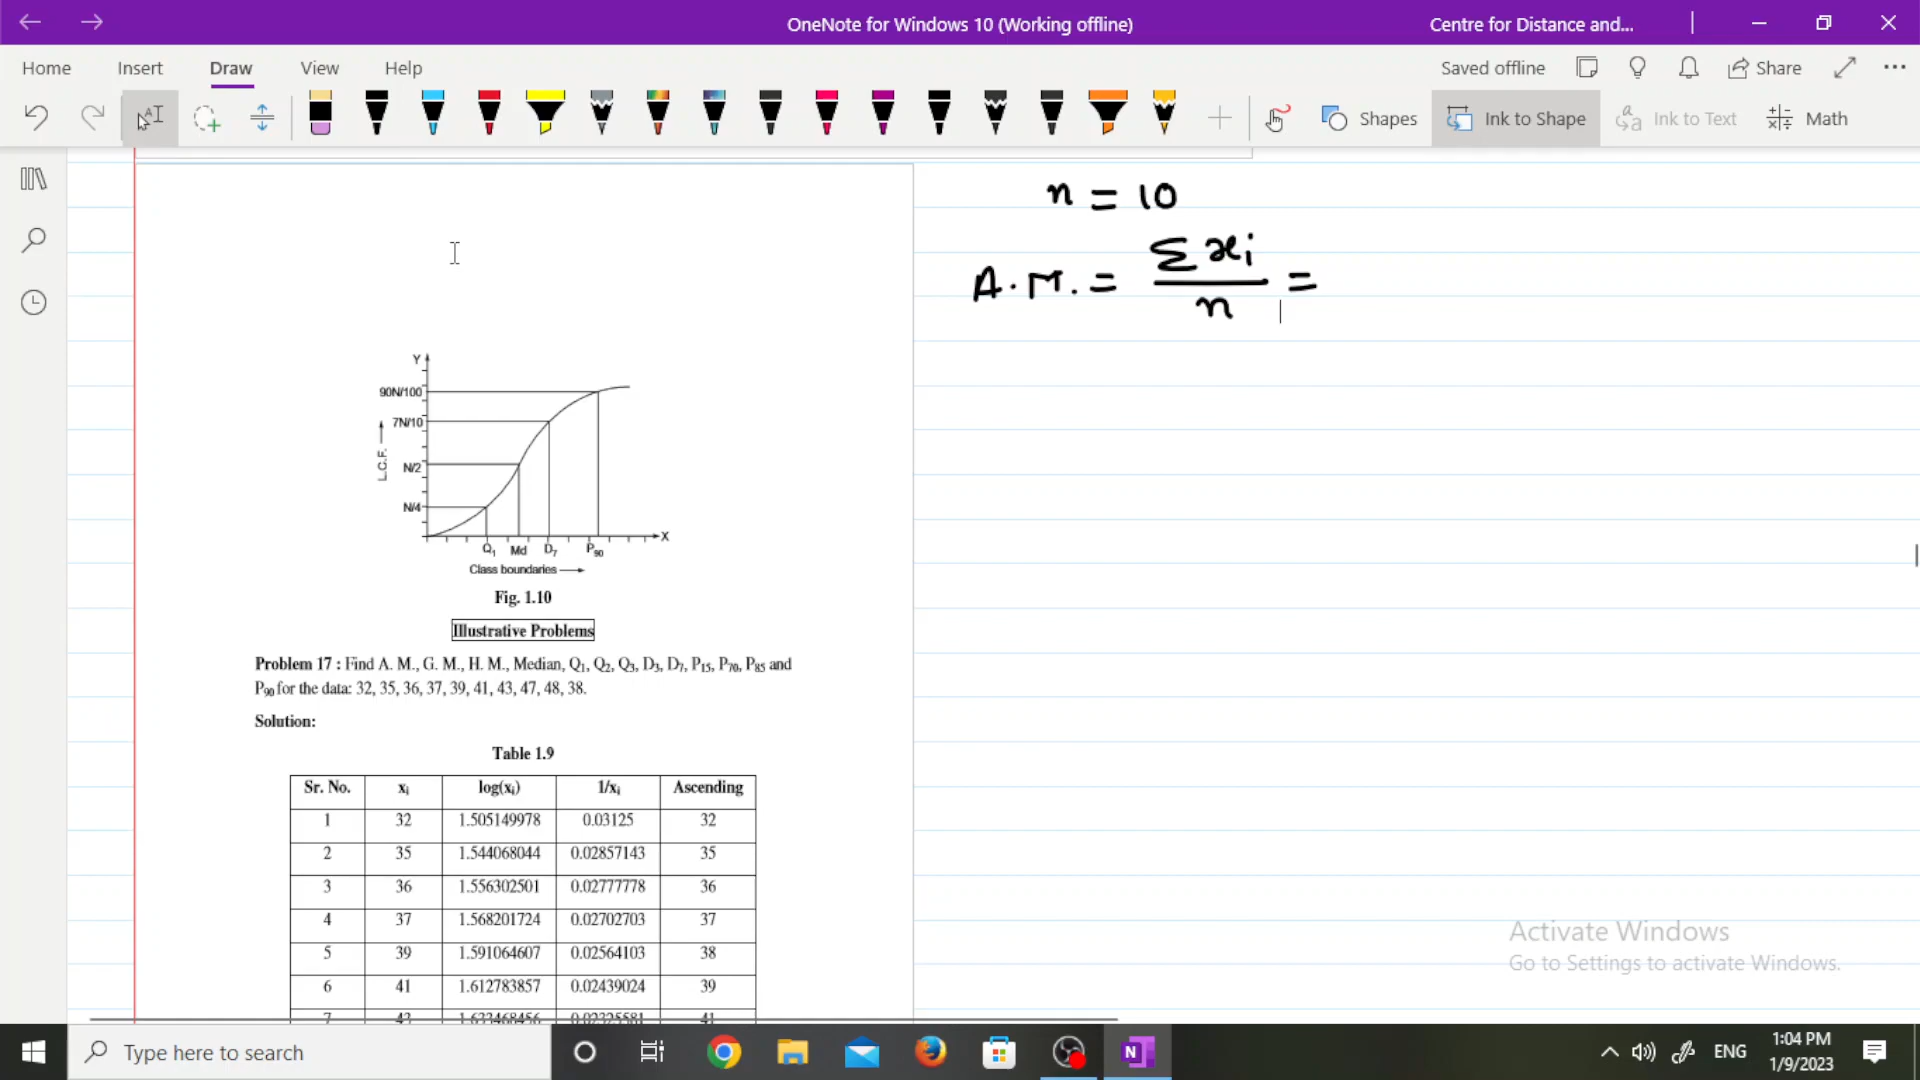 OneNote for Windows 10 (Working offline)
Centre for Distance and...
Home Insert Draw View Help
Saved offline
Share
Shapes
Ink to Shape
Ink to Text
Math
n = 10
A.M. = Σxi / n =
Y
90N/100
7N/10
N/2
N/4
L.C.F.
Q1 Md D7 P90
X
Class boundaries
Fig. 1.10
Illustrative Problems
Problem 17 : Find A. M., G. M., H. M., Median, Q1, Q2, Q3, D3, D7, P15, P70, P85 and
P90 for the data: 32, 35, 36, 37, 39, 41, 43, 47, 48, 38.
Solution:
Table 1.9
Sr. No. xi log(xi) 1/xi Ascending
1 32 1.505149978 0.03125 32
2 35 1.544068044 0.02857143 35
3 36 1.556302501 0.02777778 36
4 37 1.568201724 0.02702703 37
5 39 1.591064607 0.02564103 38
6 41 1.612783857 0.02439024 39
7 43 1.633468456 0.02325581 41
Activate Windows
Go to Settings to activate Windows.
Type here to search
ENG
1:04 PM
1/9/2023